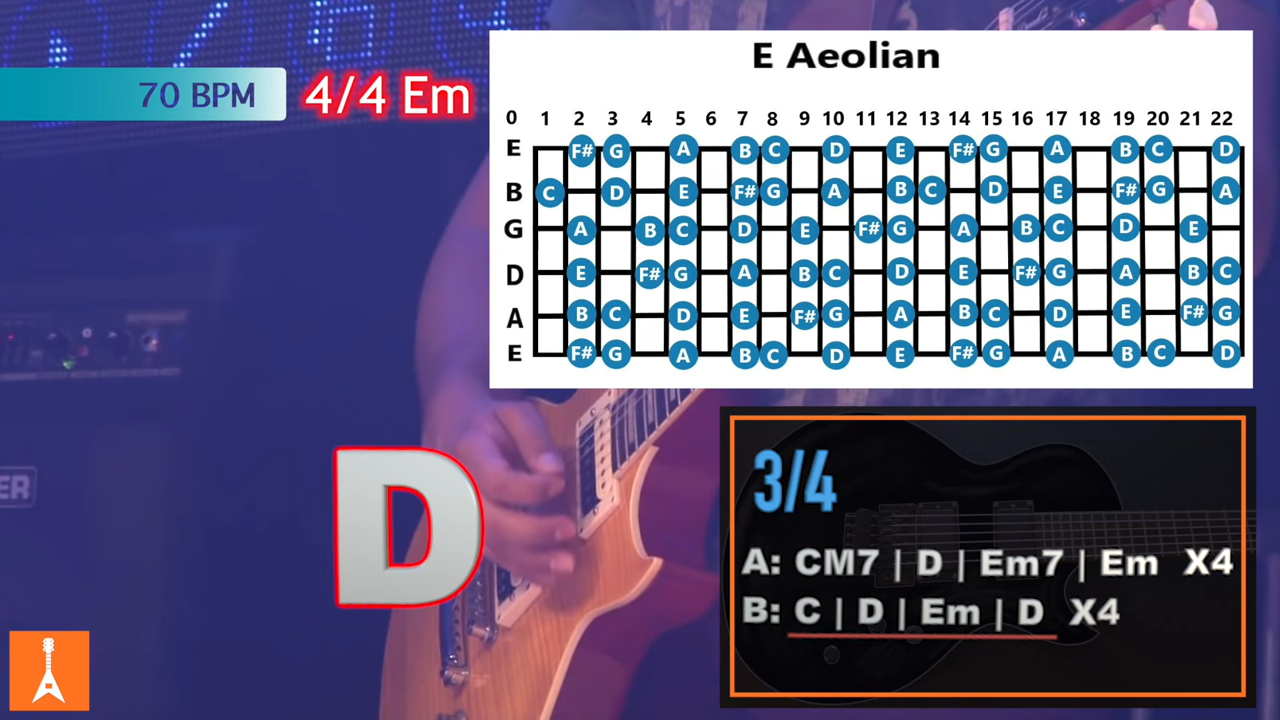 E Aeolian
70 BPM 4/4 Em
0 1 2 3 4 5 6 7 8 9 10 11 12 13 14 15 16 17 18 19 20 21 22
E F# G A B C D E F# G A B C D
B C D E F# G A B C D E F# G A
G A B C D E F# G A B C D E
D E F# G A B C D E F# G A B C
A B C D E F# G A B C D E F# G
E F# G A B C D E F# G A B C D
ER
D
3/4
A: CM7 | D | Em7 | Em X4
B: C | D | Em | D X4